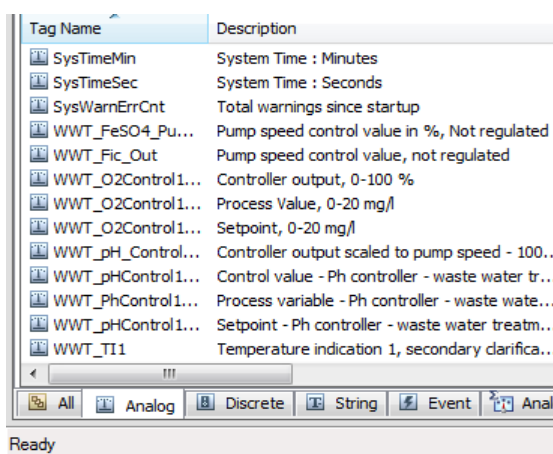 Tag Name Description
SysTimeMin System Time : Minutes
SysTimeSec System Time : Seconds
SysWarnErrCnt Total warnings since startup
WWT_FeSO4_Pu... Pump speed control value in %, Not regulated
WWT_Fic_Out Pump speed control value, not regulated
WWT_O2Control1... Controller output, 0-100 %
WWT_O2Control1... Process Value, 0-20 mg/l
WWT_O2Control1... Setpoint, 0-20 mg/l
WWT_pH_Control... Controller output scaled to pump speed - 100...
WWT_pHControl1... Control value - Ph controller - waste water tr...
WWT_PhControl1... Process variable - Ph controller - waste wate...
WWT_pHControl1... Setpoint - Ph controller - waste water treatm...
WWT_TI1 Temperature indication 1, secondary clarifica...
All Analog Discrete String Event Anal
Ready